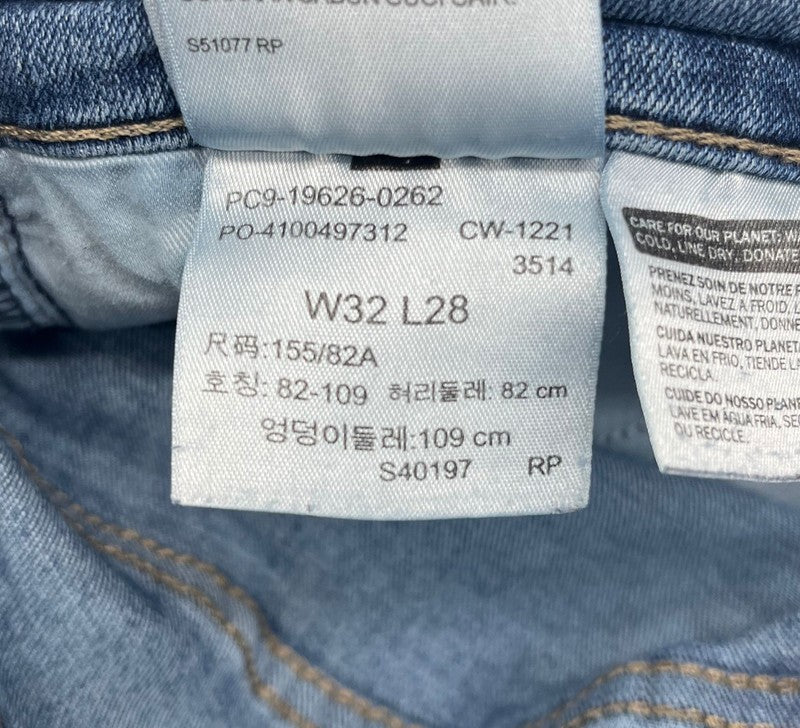 S51077 RP
PC9-19626-0262
PO-4100497312 CW-1221
3514
W32 L28
尺码:155/82A
호칭: 82-109 허리둘레: 82 cm
엉덩이둘레:109 cm
S40197 RP
CARE FOR OUR PLANET:
COLD, LINE DRY, DONATE
PRENEZ SOIN DE NOTRE
MOINS, LAVEZ À FROID,
NATURELLEMENT, DONNE
CUIDA NUESTRO PLANET
LAVA EN FRIO, TIENDE
RECICLA.
CUIDE DO NOSSO PLANE
LAVE EM ÁGUA FRIA, SE
OU RECICLE.